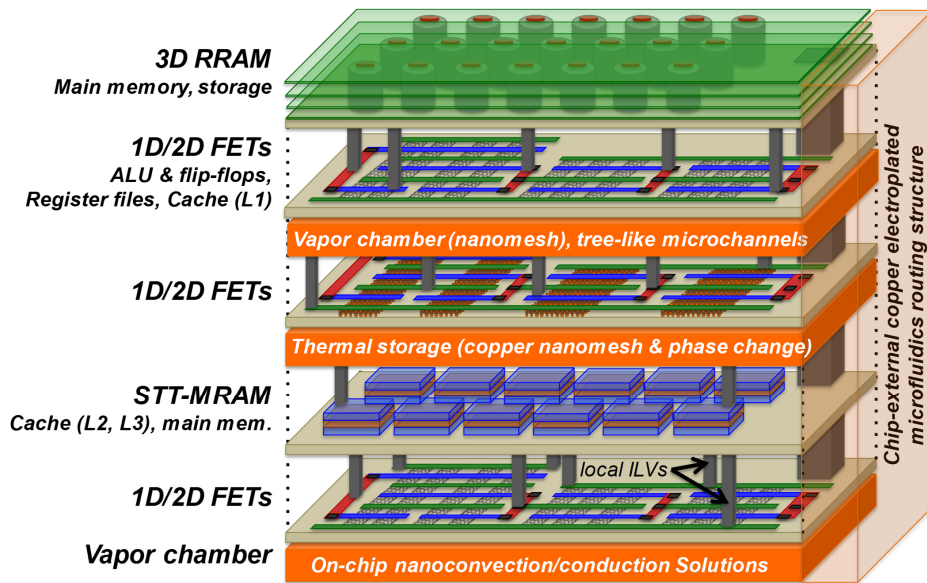 3D RRAM
Main memory, storage
1D/2D FETs
ALU & flip-flops,
Register files, Cache (L1)
Vapor chamber (nanomesh), tree-like microchannels
1D/2D FETs
Thermal storage (copper nanomesh & phase change)
STT-MRAM
Cache (L2, L3), main mem.
local ILVs
1D/2D FETs
Vapor chamber
On-chip nanoconvection/conduction Solutions
Chip-external copper electroplated
microfluidics routing structure